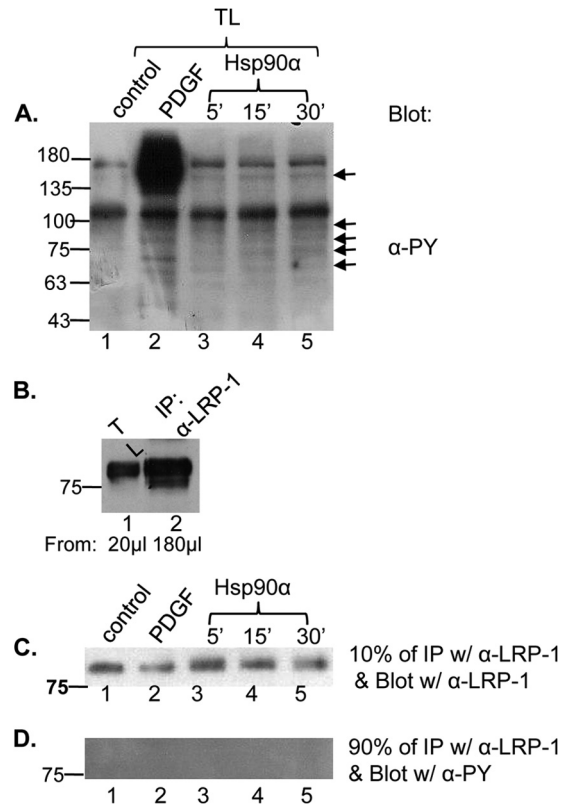 TL
control
PDGF
Hsp90α
5' 15' 30'
A.
Blot:
180
135
100
75
63
43
α-PY
1 2 3 4 5
B.
TL
IP:
α-LRP-1
75
1 2
From: 20µl 180µl
control
PDGF
Hsp90α
5' 15' 30'
C.
10% of IP w/ α-LRP-1
& Blot w/ α-LRP-1
75
1 2 3 4 5
D.
90% of IP w/ α-LRP-1
& Blot w/ α-PY
75
1 2 3 4 5